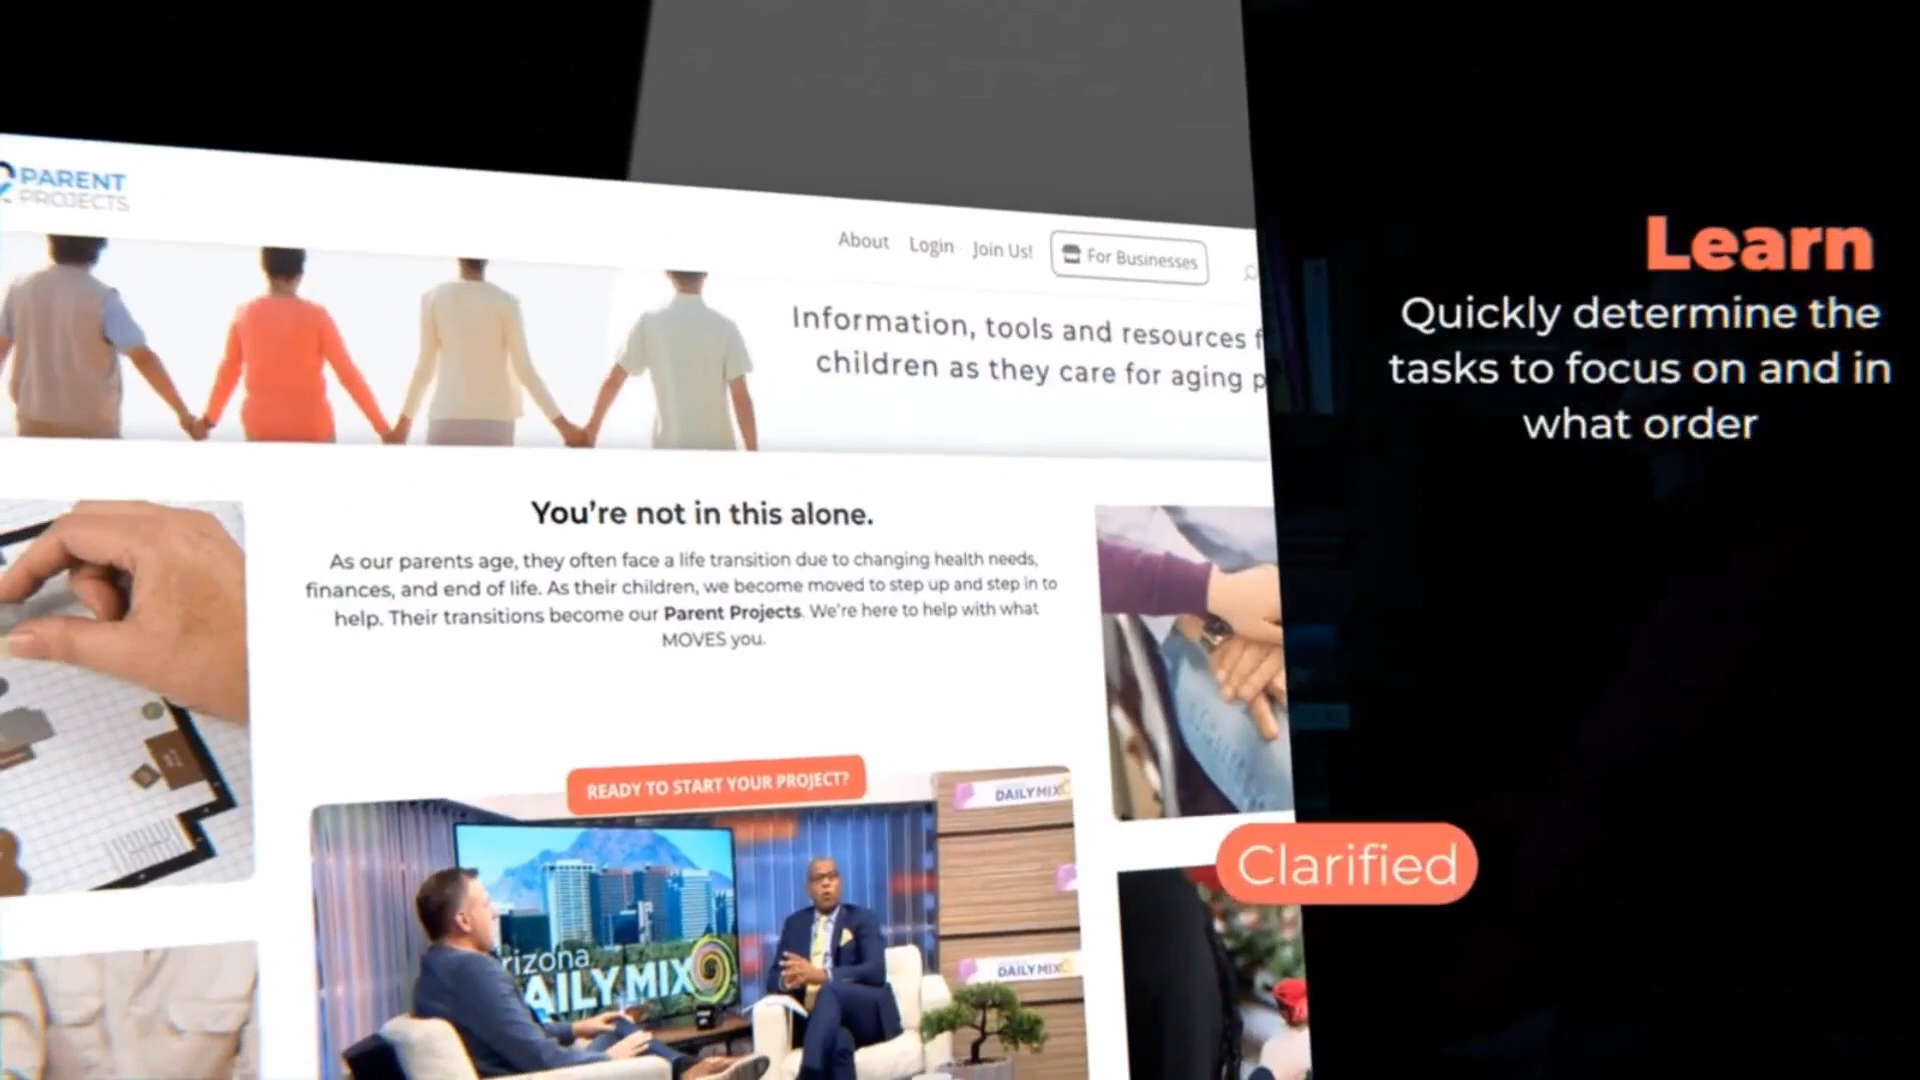 PARENT
PROJECTS
About Login Join Us! For Businesses
Information, tools and resources
children as they care for aging
You're not in this alone.
As our parents age, they often face a life transition due to changing health needs,
finances, and end of life. As their children, we become moved to step up and step in to
help. Their transitions become our Parent Projects. We're here to help with what
MOVES you.
READY TO START YOUR PROJECT?
DAILY MIX
rizona
AILY MIX
DAILY MIX
Learn
Quickly determine the
tasks to focus on and in
what order
Clarified